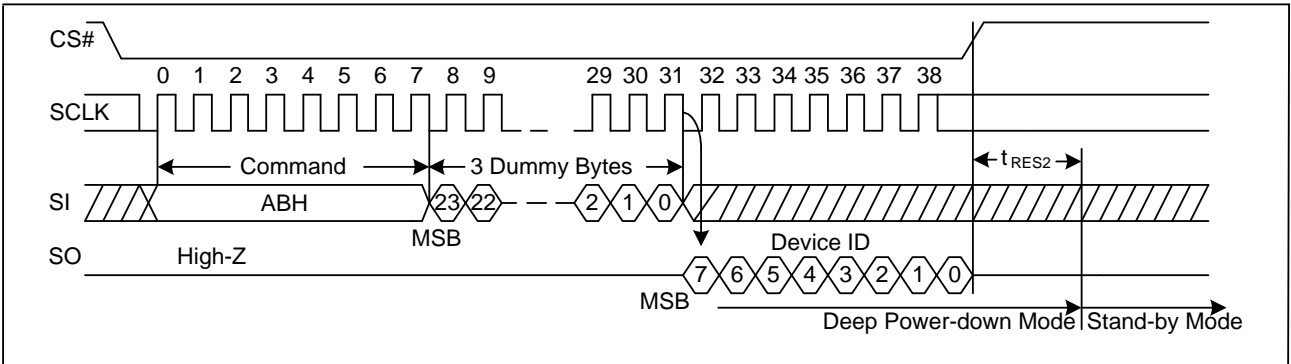 CS#
0 1 2 3 4 5 6 7 8 9 29 30 31 32 33 34 35 36 37 38
SCLK
Command 3 Dummy Bytes tRES2
SI ABH 23 22 2 1 0
MSB
SO High-Z Device ID
7 6 5 4 3 2 1 0
MSB
Deep Power-down Mode Stand-by Mode